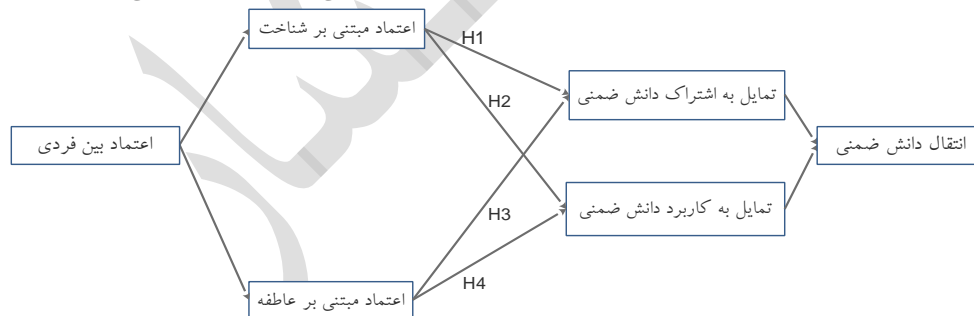 اعتماد مبتنی بر شناخت
H1
تمایل به اشتراک دانش ضمنی
H2
اعتماد بین فردی
انتقال دانش ضمنی
تمایل به کاربرد دانش ضمنی
H3
H4
اعتماد مبتنی بر عاطفه